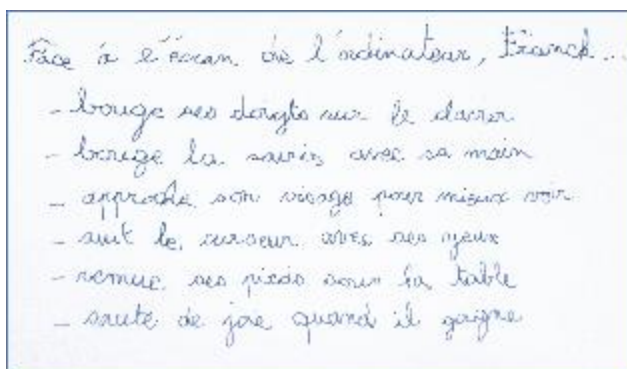 Face à l'écran de l'ordinateur, Franck...
- bouge ses doigts sur le clavier
- bouge la souris avec sa main
- approche son visage pour mieux voir
- suit le curseur avec ses yeux
- remue ses pieds sous la table
- saute de joie quand il gagne